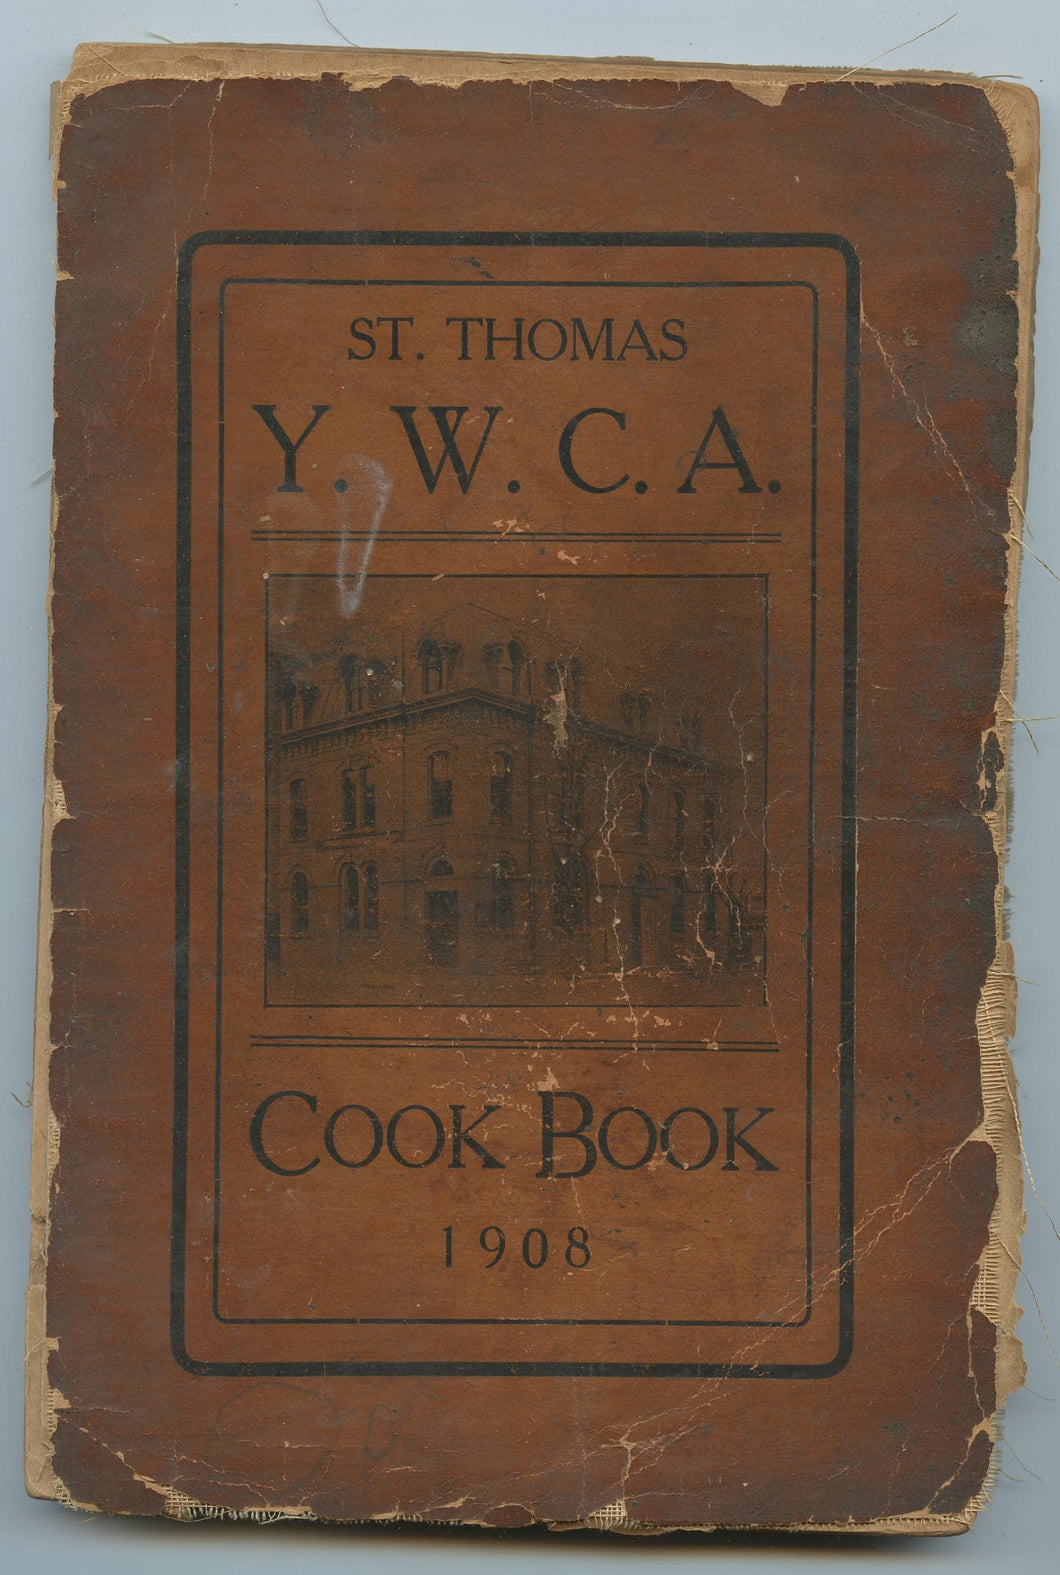 ST. THOMAS
Y. W. C. A.
COOK BOOK
1908